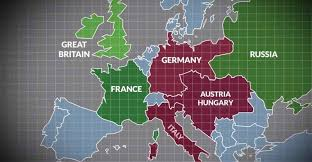 GREAT
BRITAIN
RUSSIA
GERMANY
FRANCE
AUSTRIA
HUNGARY
ITALY